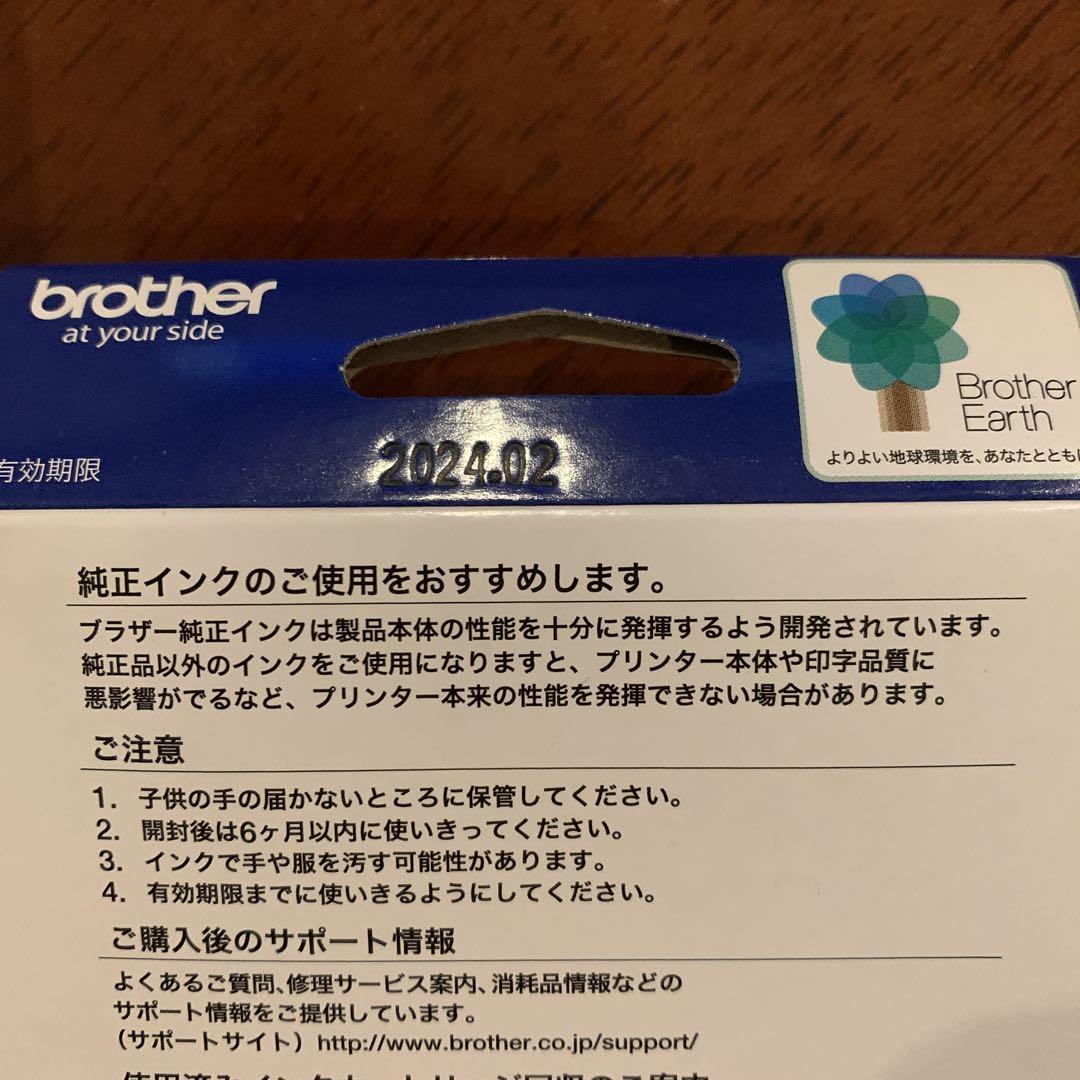 brother
at your side
Brother
Earth
よりよい地球環境を、あなたととも
有効期限
2024.02
純正インクのご使用をおすすめします。
ブラザー純正インクは製品本体の性能を十分に発揮するよう開発されています。
純正品以外のインクをご使用になりますと、プリンター本体や印字品質に
悪影響がでるなど、プリンター本来の性能を発揮できない場合があります。
ご注意
1. 子供の手の届かないところに保管してください。
2. 開封後は6ヶ月以内に使いきってください。
3. インクで手や服を汚す可能性があります。
4. 有効期限までに使いきるようにしてください。
ご購入後のサポート情報
よくあるご質問、修理サービス案内、消耗品情報などの
サポート情報をご提供しています。
（サポートサイト）http://www.brother.co.jp/support/